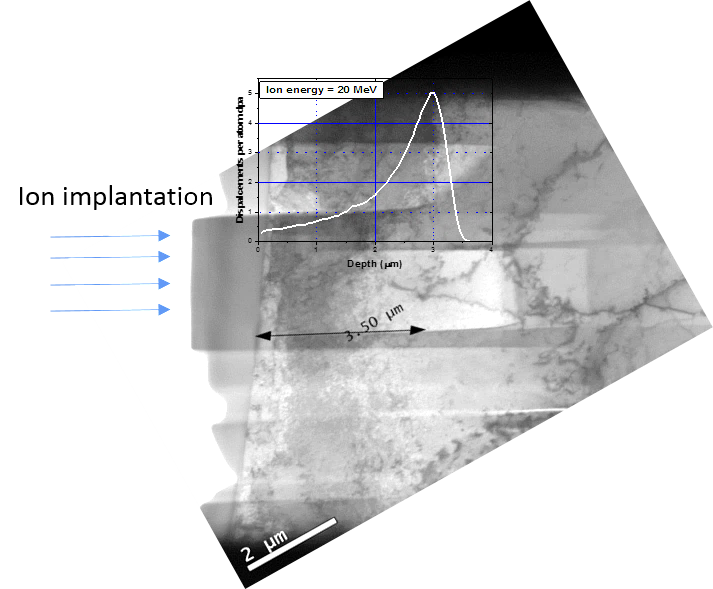 Ion energy = 20 MeV
5
4
3
2
1
0
Dispalcements per atom dpa
0 1 2 3 4
Depth (μm)
Ion implantation
3.50 μm
2 μm